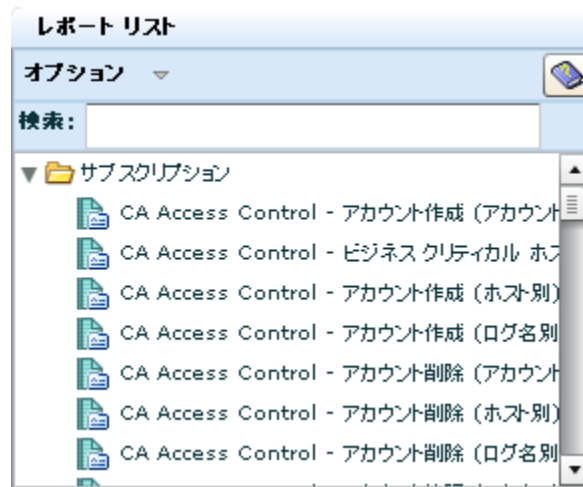 レポート リスト
オプション
検索:
サブスクリプション
CA Access Control - アカウント作成 (アカウント
CA Access Control - ビジネス クリティカル ホス
CA Access Control - アカウント作成 (ホスト別)
CA Access Control - アカウント作成 (ログ名別
CA Access Control - アカウント削除 (アカウント
CA Access Control - アカウント削除 (ホスト別)
CA Access Control - アカウント削除 (ログ名別